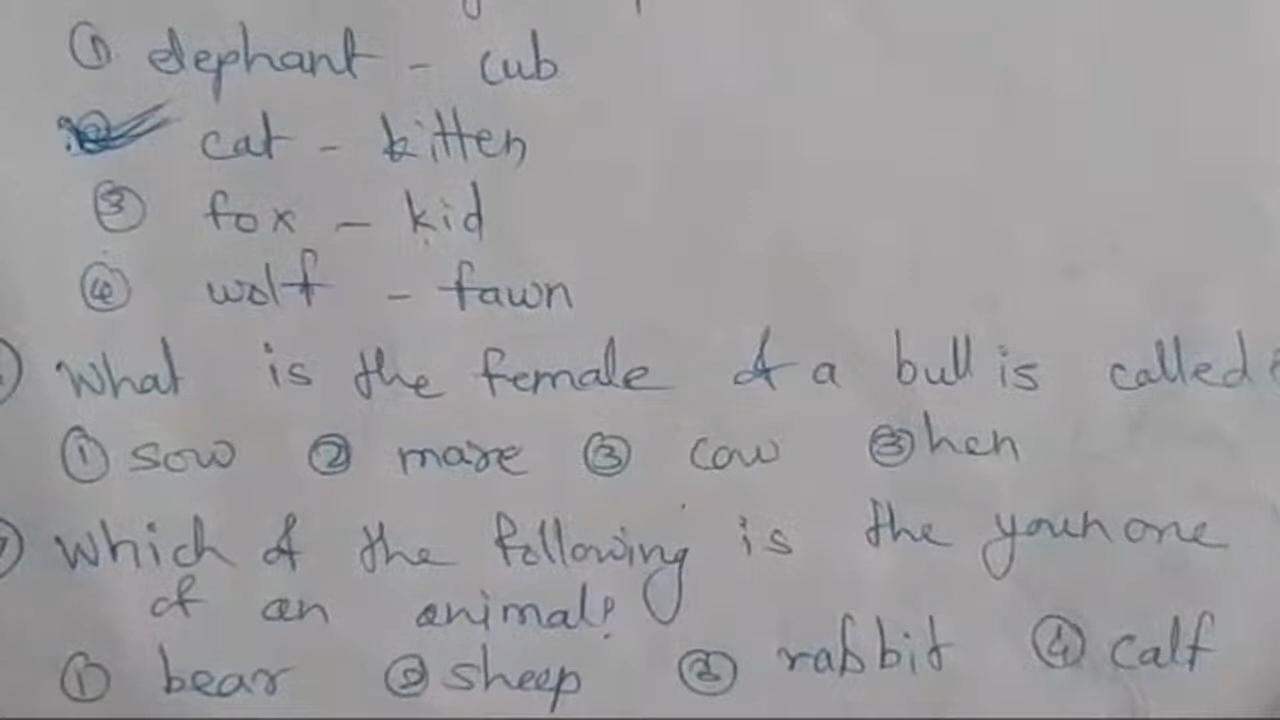 ① elephant - cub
② cat - kitten
③ fox - kid
④ wolf - fawn
What is the female of a bull is called?
① sow ② mare ③ cow ③ hen
Which of the following is the youn one
of an animal?
① bear ② sheep ③ rabbit ④ calf